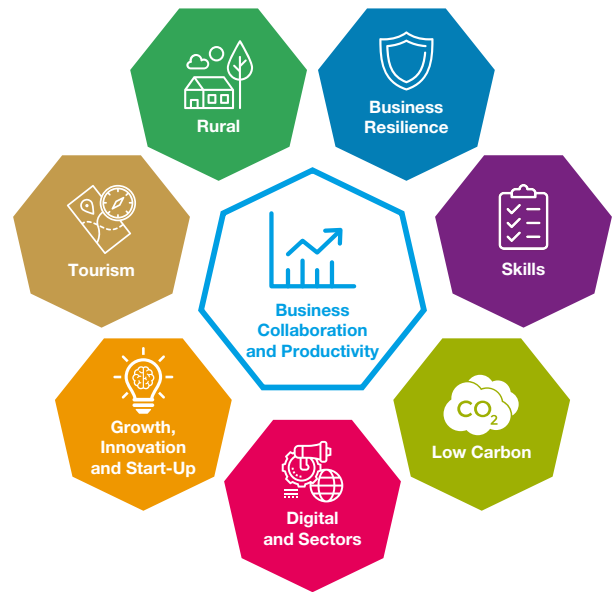 Rural
Business
Resilience
Tourism
Skills
Business
Collaboration
and Productivity
Growth,
Innovation
and Start-Up
CO2
Low Carbon
Digital
and Sectors